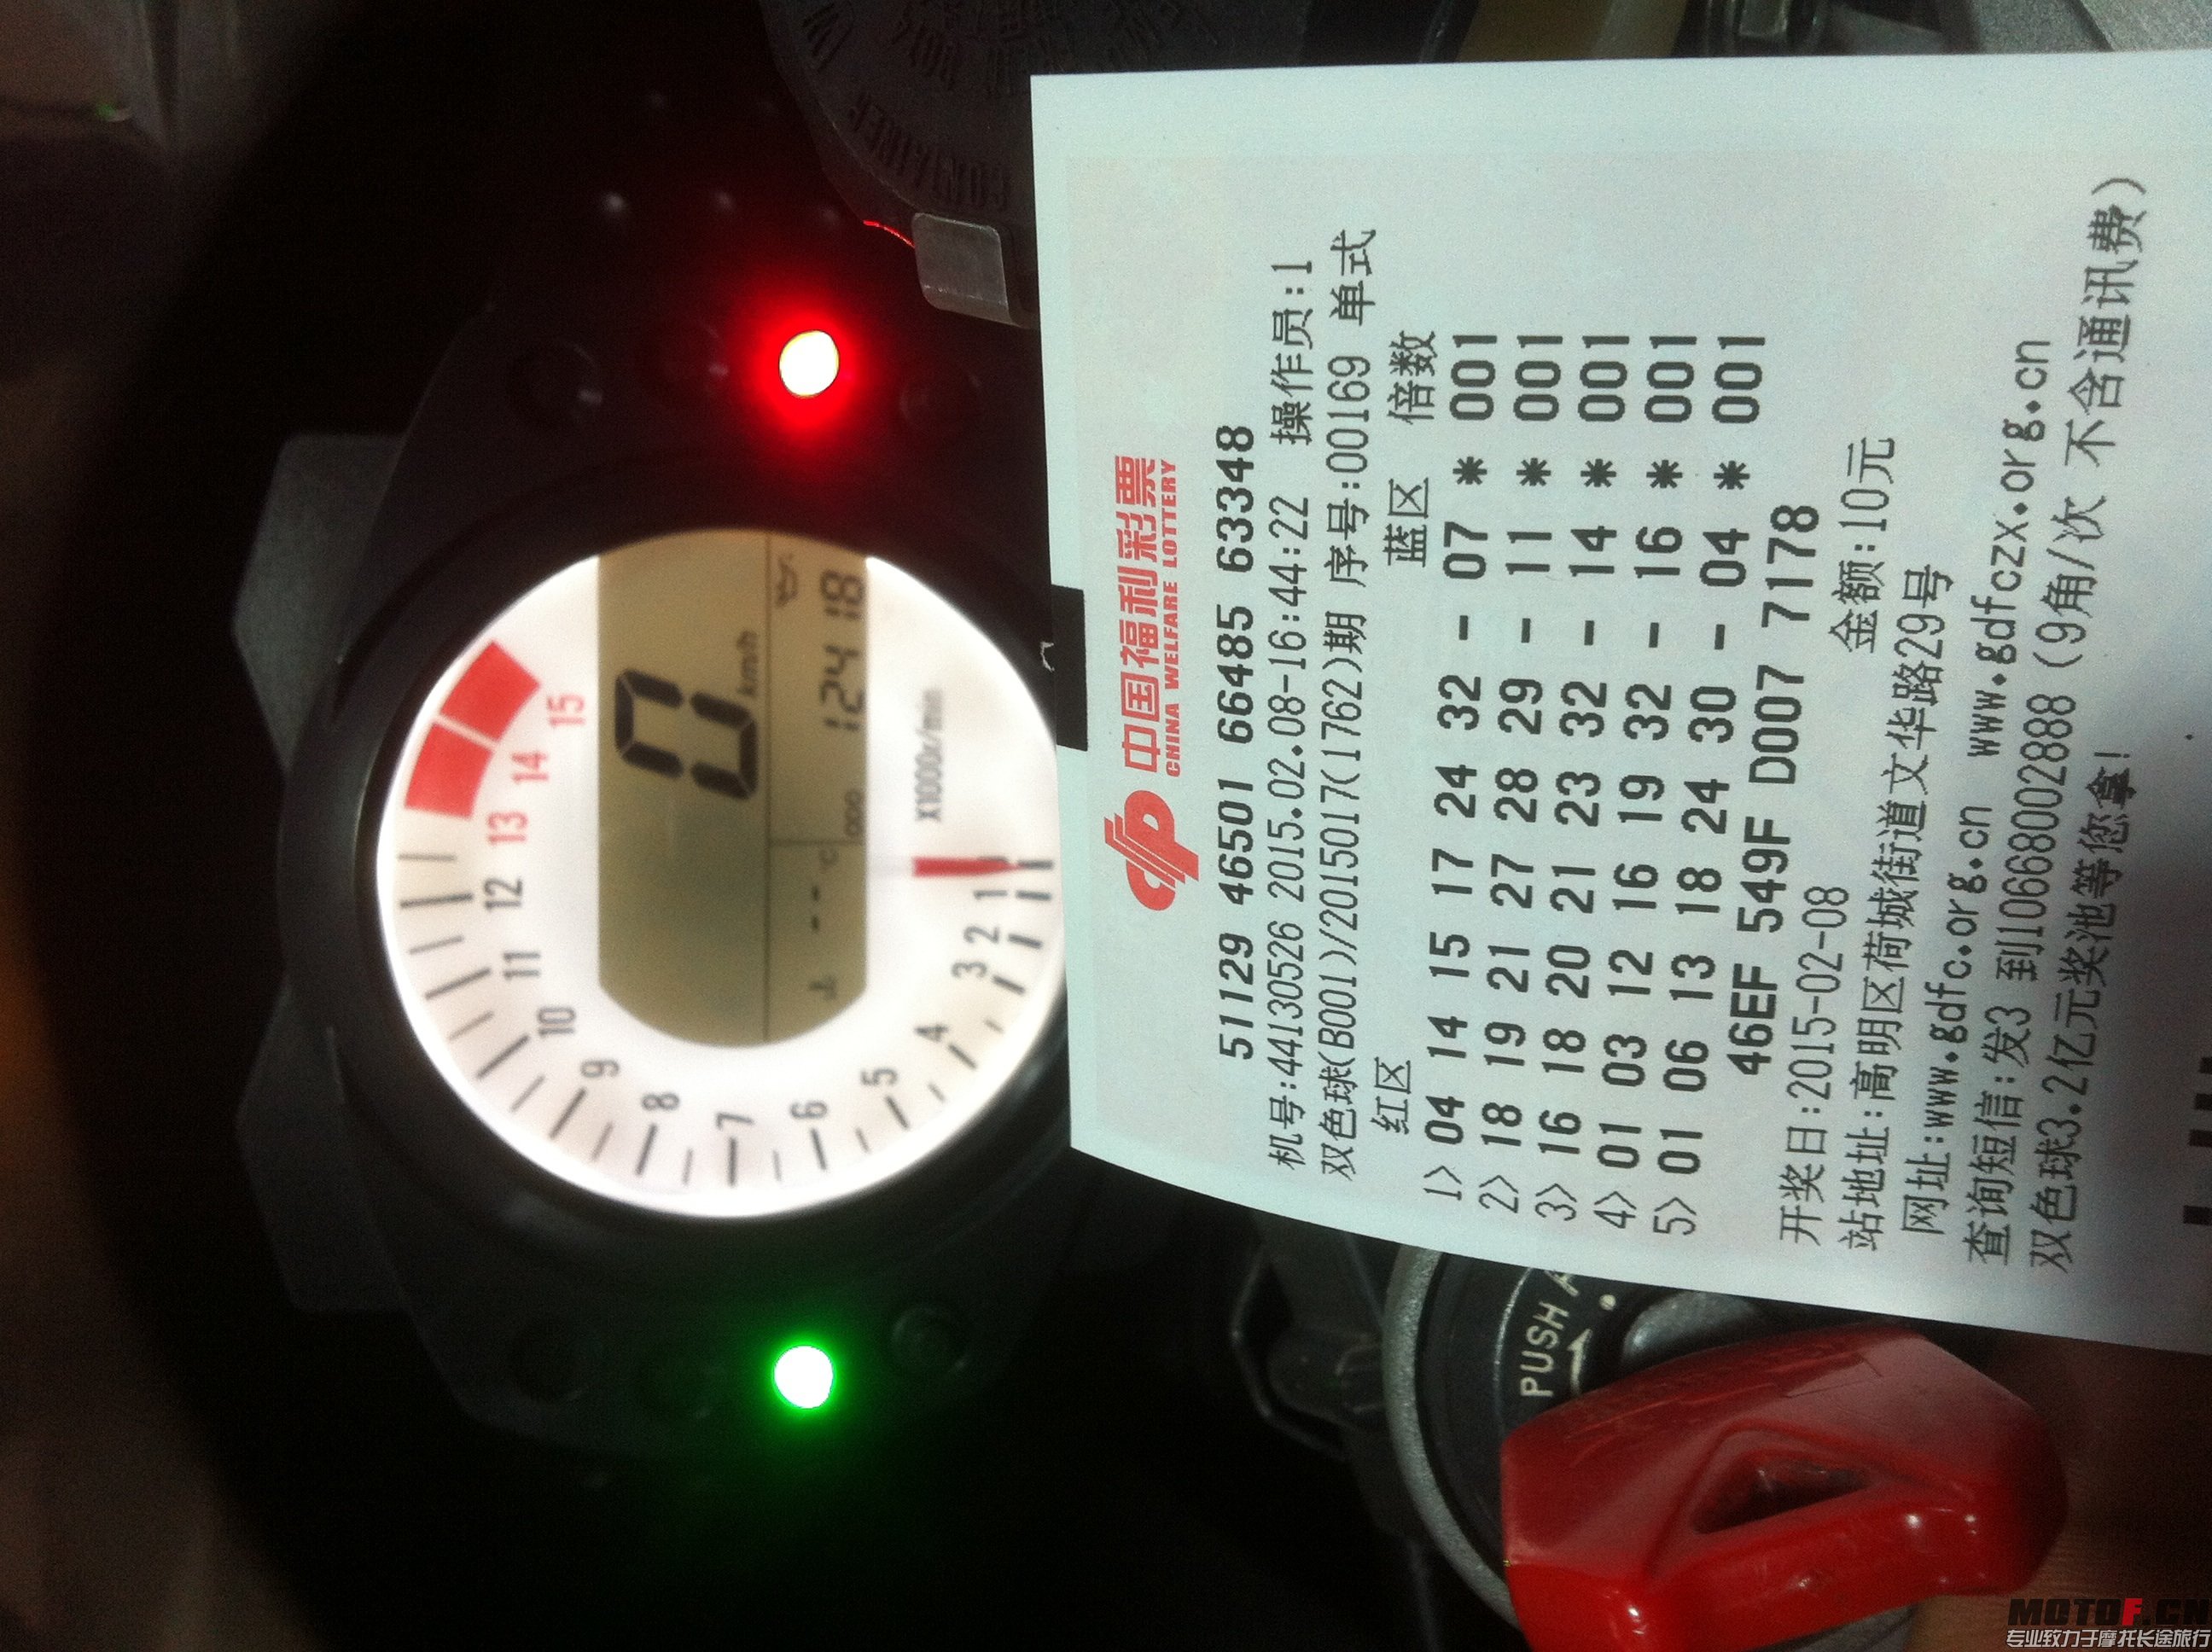 15
14
13
12
11
10
9
8
7
6
5
4
3
2
1
0
km/h
ODO
12418
X1000r/min
中国福利彩票
CHINA WELFARE LOTTERY
51129 46501 66485 63348
机号:44130526 2015.02.08-16:44:22 操作员:1
双色球(B001)/2015017(1762)期 序号:00169 单式
红区 蓝区 倍数
1> 04 14 15 17 24 32 - 07 * 001
2> 18 19 21 27 28 29 - 11 * 001
3> 16 18 20 21 23 32 - 14 * 001
4> 01 03 12 16 19 32 - 16 * 001
5> 01 06 13 18 24 30 - 04 * 001
46EF 549F D007 7178
开奖日:2015-02-08 金额:10元
站地址:高明区荷城街道文华路29号
网址:www.gdfc.org.cn www.gdfczx.org.cn
查询短信:发3 到10668002888(9角/次 不含通讯费)
双色球3.2亿元奖池等您拿!
PUSH
MOTOF.CN
专业致力于摩托长途旅行